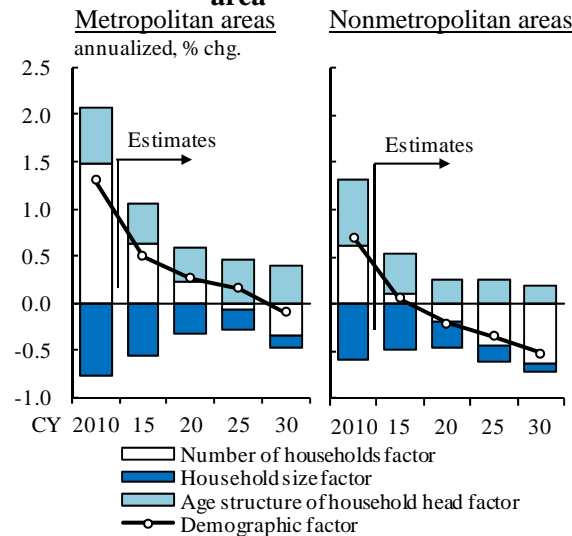 area
Metropolitan areas
Nonmetropolitan areas
annualized, % chg.
2.5
2.0
1.5
1.0
0.5
0.0
-0.5
-1.0
Estimates
Estimates
CY 2010 15 20 25 30
2010 15 20 25 30
Number of households factor
Household size factor
Age structure of household head factor
Demographic factor